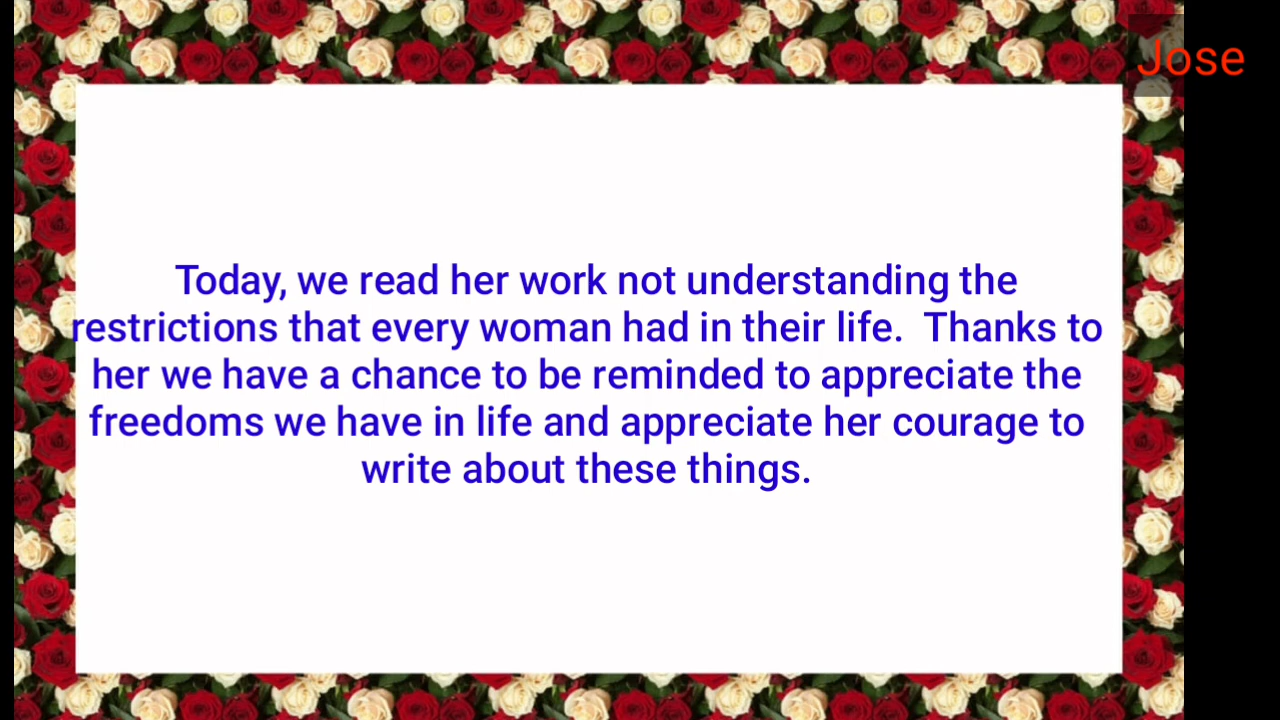 Jose
Today, we read her work not understanding the
restrictions that every woman had in their life.  Thanks to
her we have a chance to be reminded to appreciate the
freedoms we have in life and appreciate her courage to
write about these things.